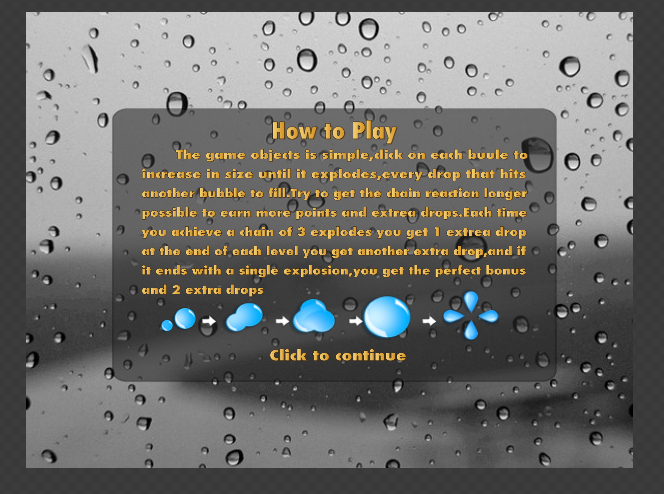 How to Play
The game objects is simple,click on each buule to
increase in size until it explodes,every drop that hits
another bubble to fill.Try to get the chain reaction longer
possible to earn more points and extrea drops.Each time
you achieve a chain of 3 explodes you get 1 extrea drop
at the end of each level you get another extra drop,and if
it ends with a single explosion,you get the perfect bonus
and 2 extra drops
Click to continue